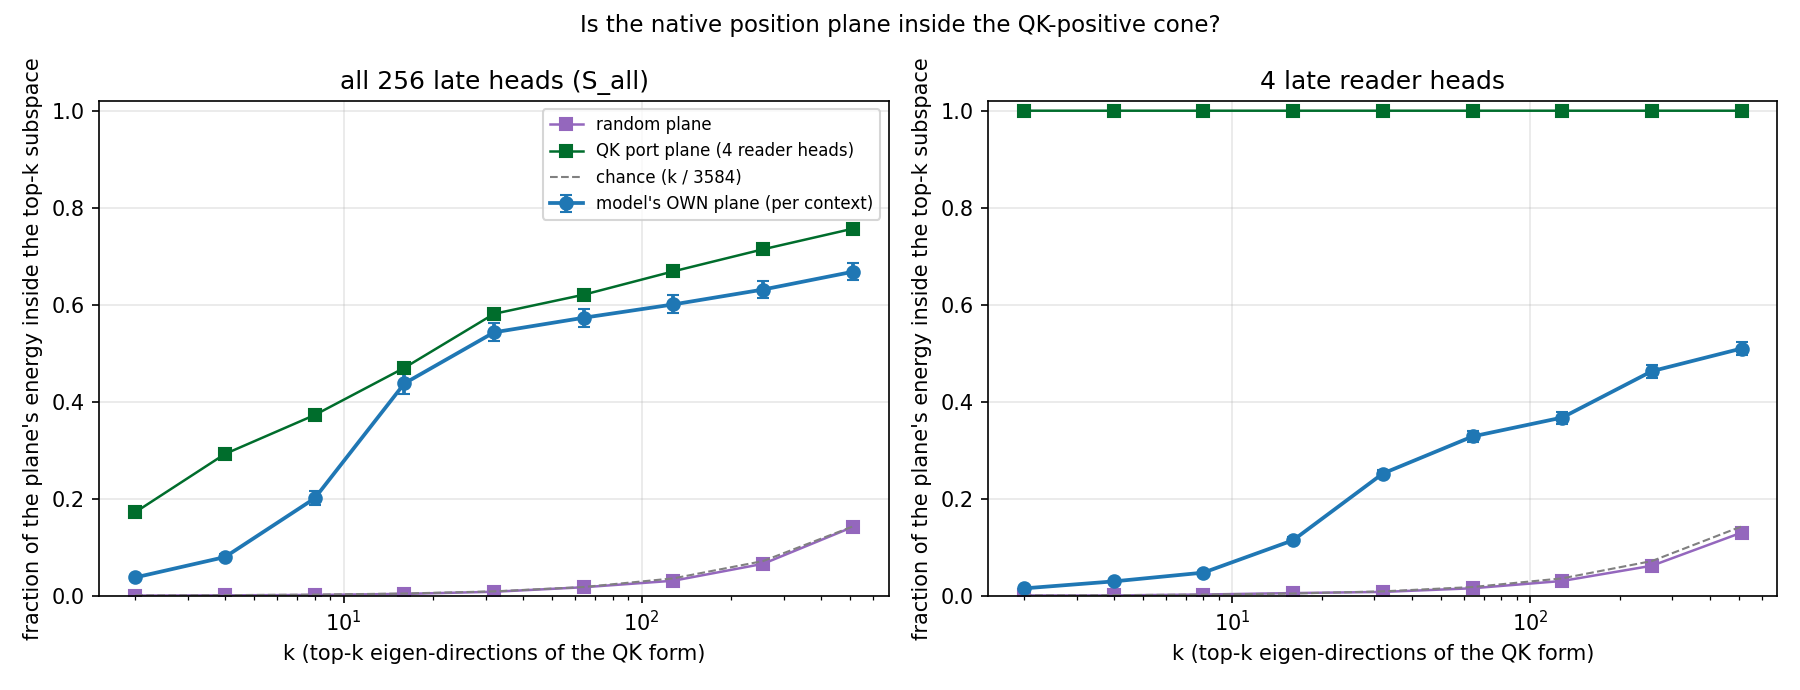 Is the native position plane inside the QK-positive cone?
all 256 late heads (S_all)
fraction of the plane's energy inside the top-k subspace
1.0
0.8
0.6
0.4
0.2
0.0
random plane
QK port plane (4 reader heads)
chance (k / 3584)
model's OWN plane (per context)
10¹
10²
k (top-k eigen-directions of the QK form)
4 late reader heads
fraction of the plane's energy inside the top-k subspace
1.0
0.8
0.6
0.4
0.2
0.0
10¹
10²
k (top-k eigen-directions of the QK form)